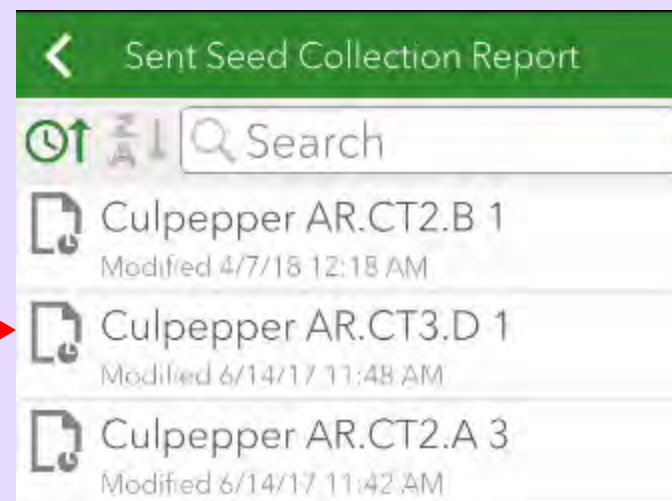 Sent Seed Collection Report
Z A Search
Culpepper AR.CT2.B 1
Modified 4/7/18 12:18 AM
Culpepper AR.CT3.D 1
Modified 6/14/17 11:48 AM
Culpepper AR.CT2.A 3
Modified 6/14/17 11:42 AM